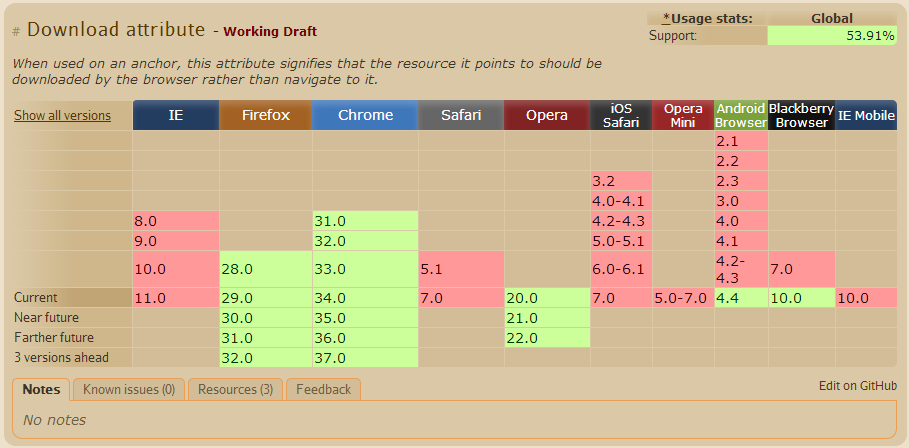 # Download attribute - Working Draft
*Usage stats: Global
Support: 53.91%
When used on an anchor, this attribute signifies that the resource it points to should be
downloaded by the browser rather than navigate to it.
Show all versions IE Firefox Chrome Safari Opera iOS Safari Opera Mini Android Browser Blackberry Browser IE Mobile
2.1
2.2
3.2 2.3
4.0-4.1 3.0
8.0 31.0 4.2-4.3 4.0
9.0 32.0 5.0-5.1 4.1
10.0 28.0 33.0 5.1 6.0-6.1 4.2-4.3 7.0
Current 11.0 29.0 34.0 7.0 20.0 7.0 5.0-7.0 4.4 10.0 10.0
Near future 30.0 35.0 21.0
Farther future 31.0 36.0 22.0
3 versions ahead 32.0 37.0
Notes Known issues (0) Resources (3) Feedback Edit on GitHub
No notes